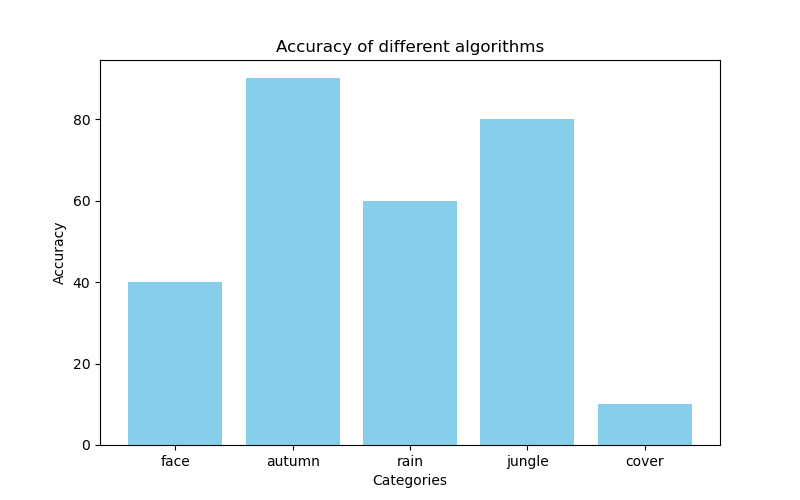 Accuracy of different algorithms
Accuracy
80
60
40
20
0
face autumn rain jungle cover
Categories